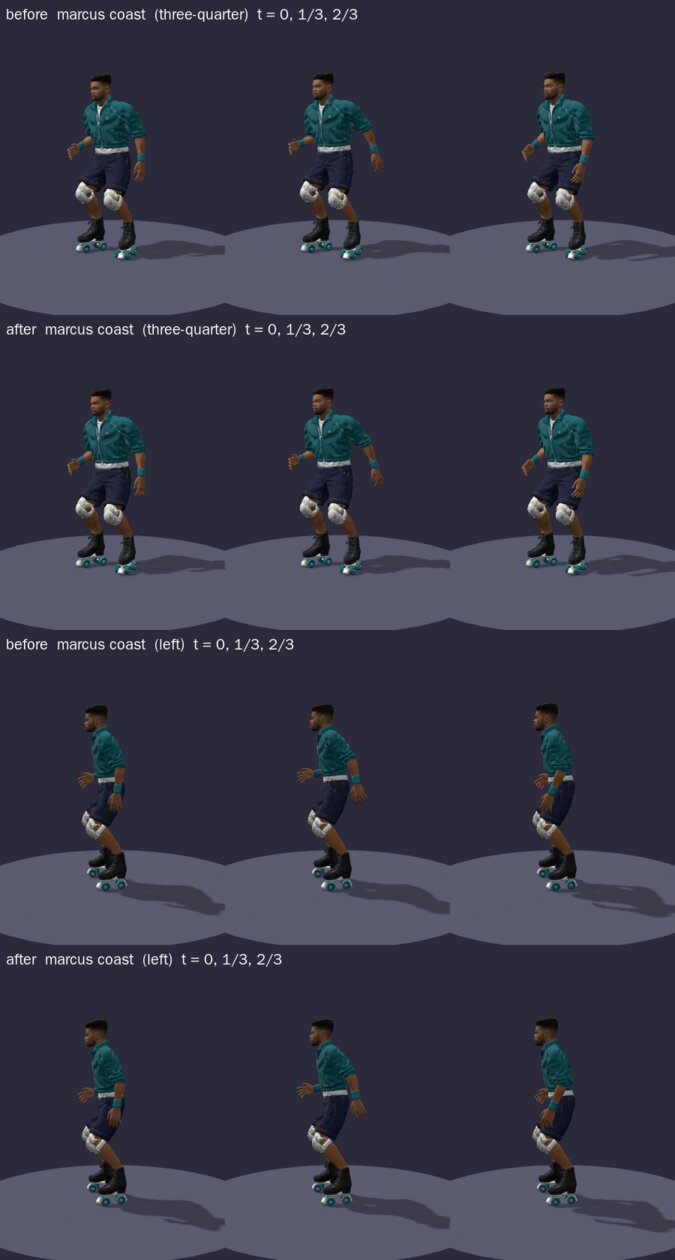 before  marcus coast  (three-quarter)  t = 0, 1/3, 2/3
after  marcus coast  (three-quarter)  t = 0, 1/3, 2/3
before  marcus coast  (left)  t = 0, 1/3, 2/3
after  marcus coast  (left)  t = 0, 1/3, 2/3